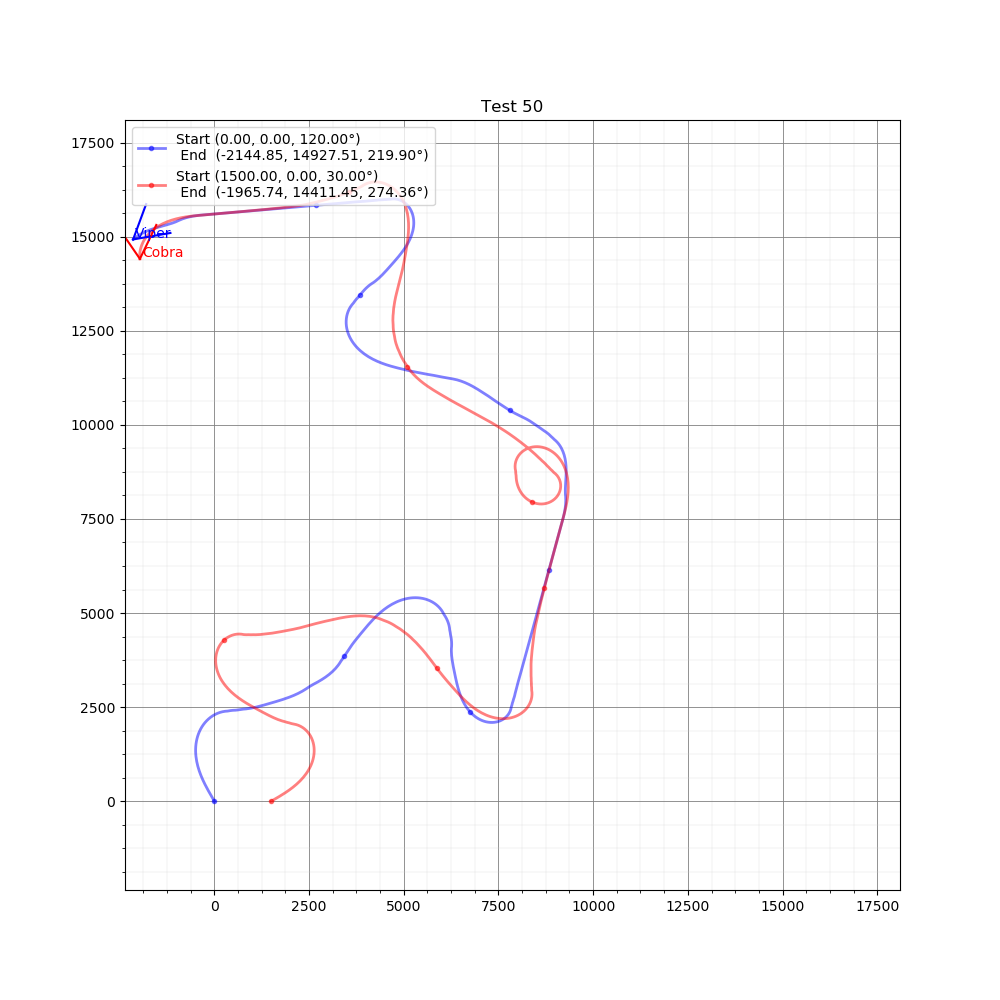 Test 50
Start (0.00, 0.00, 120.00°)
End (-2144.85, 14927.51, 219.90°)
Start (1500.00, 0.00, 30.00°)
End (-1965.74, 14411.45, 274.36°)
Viper
Cobra
17500
15000
12500
10000
7500
5000
2500
0
0 2500 5000 7500 10000 12500 15000 17500